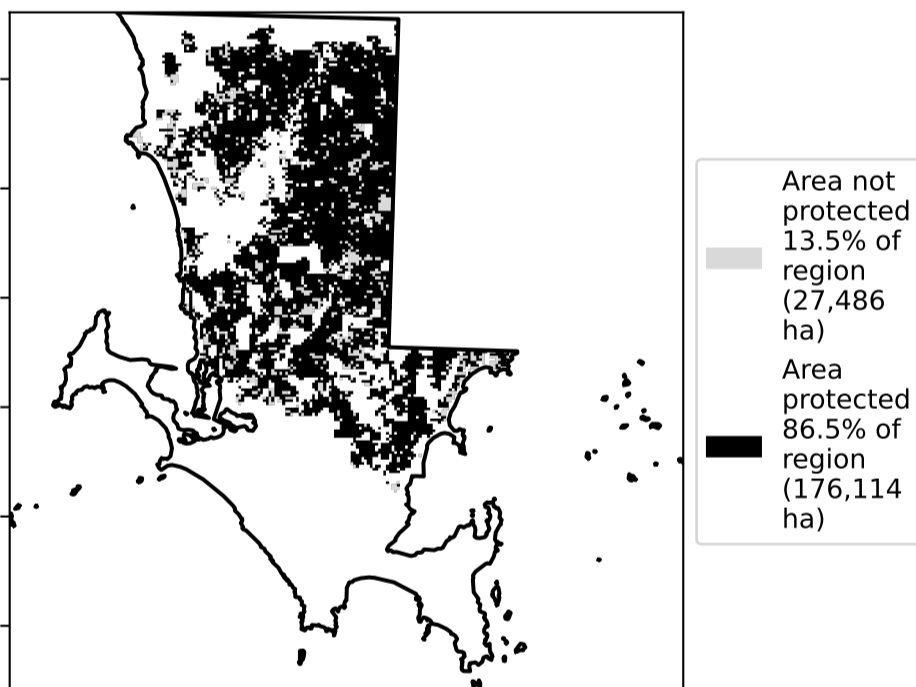 Area not
protected
13.5% of
region
(27,486
ha)
Area
protected
86.5% of
region
(176,114
ha)